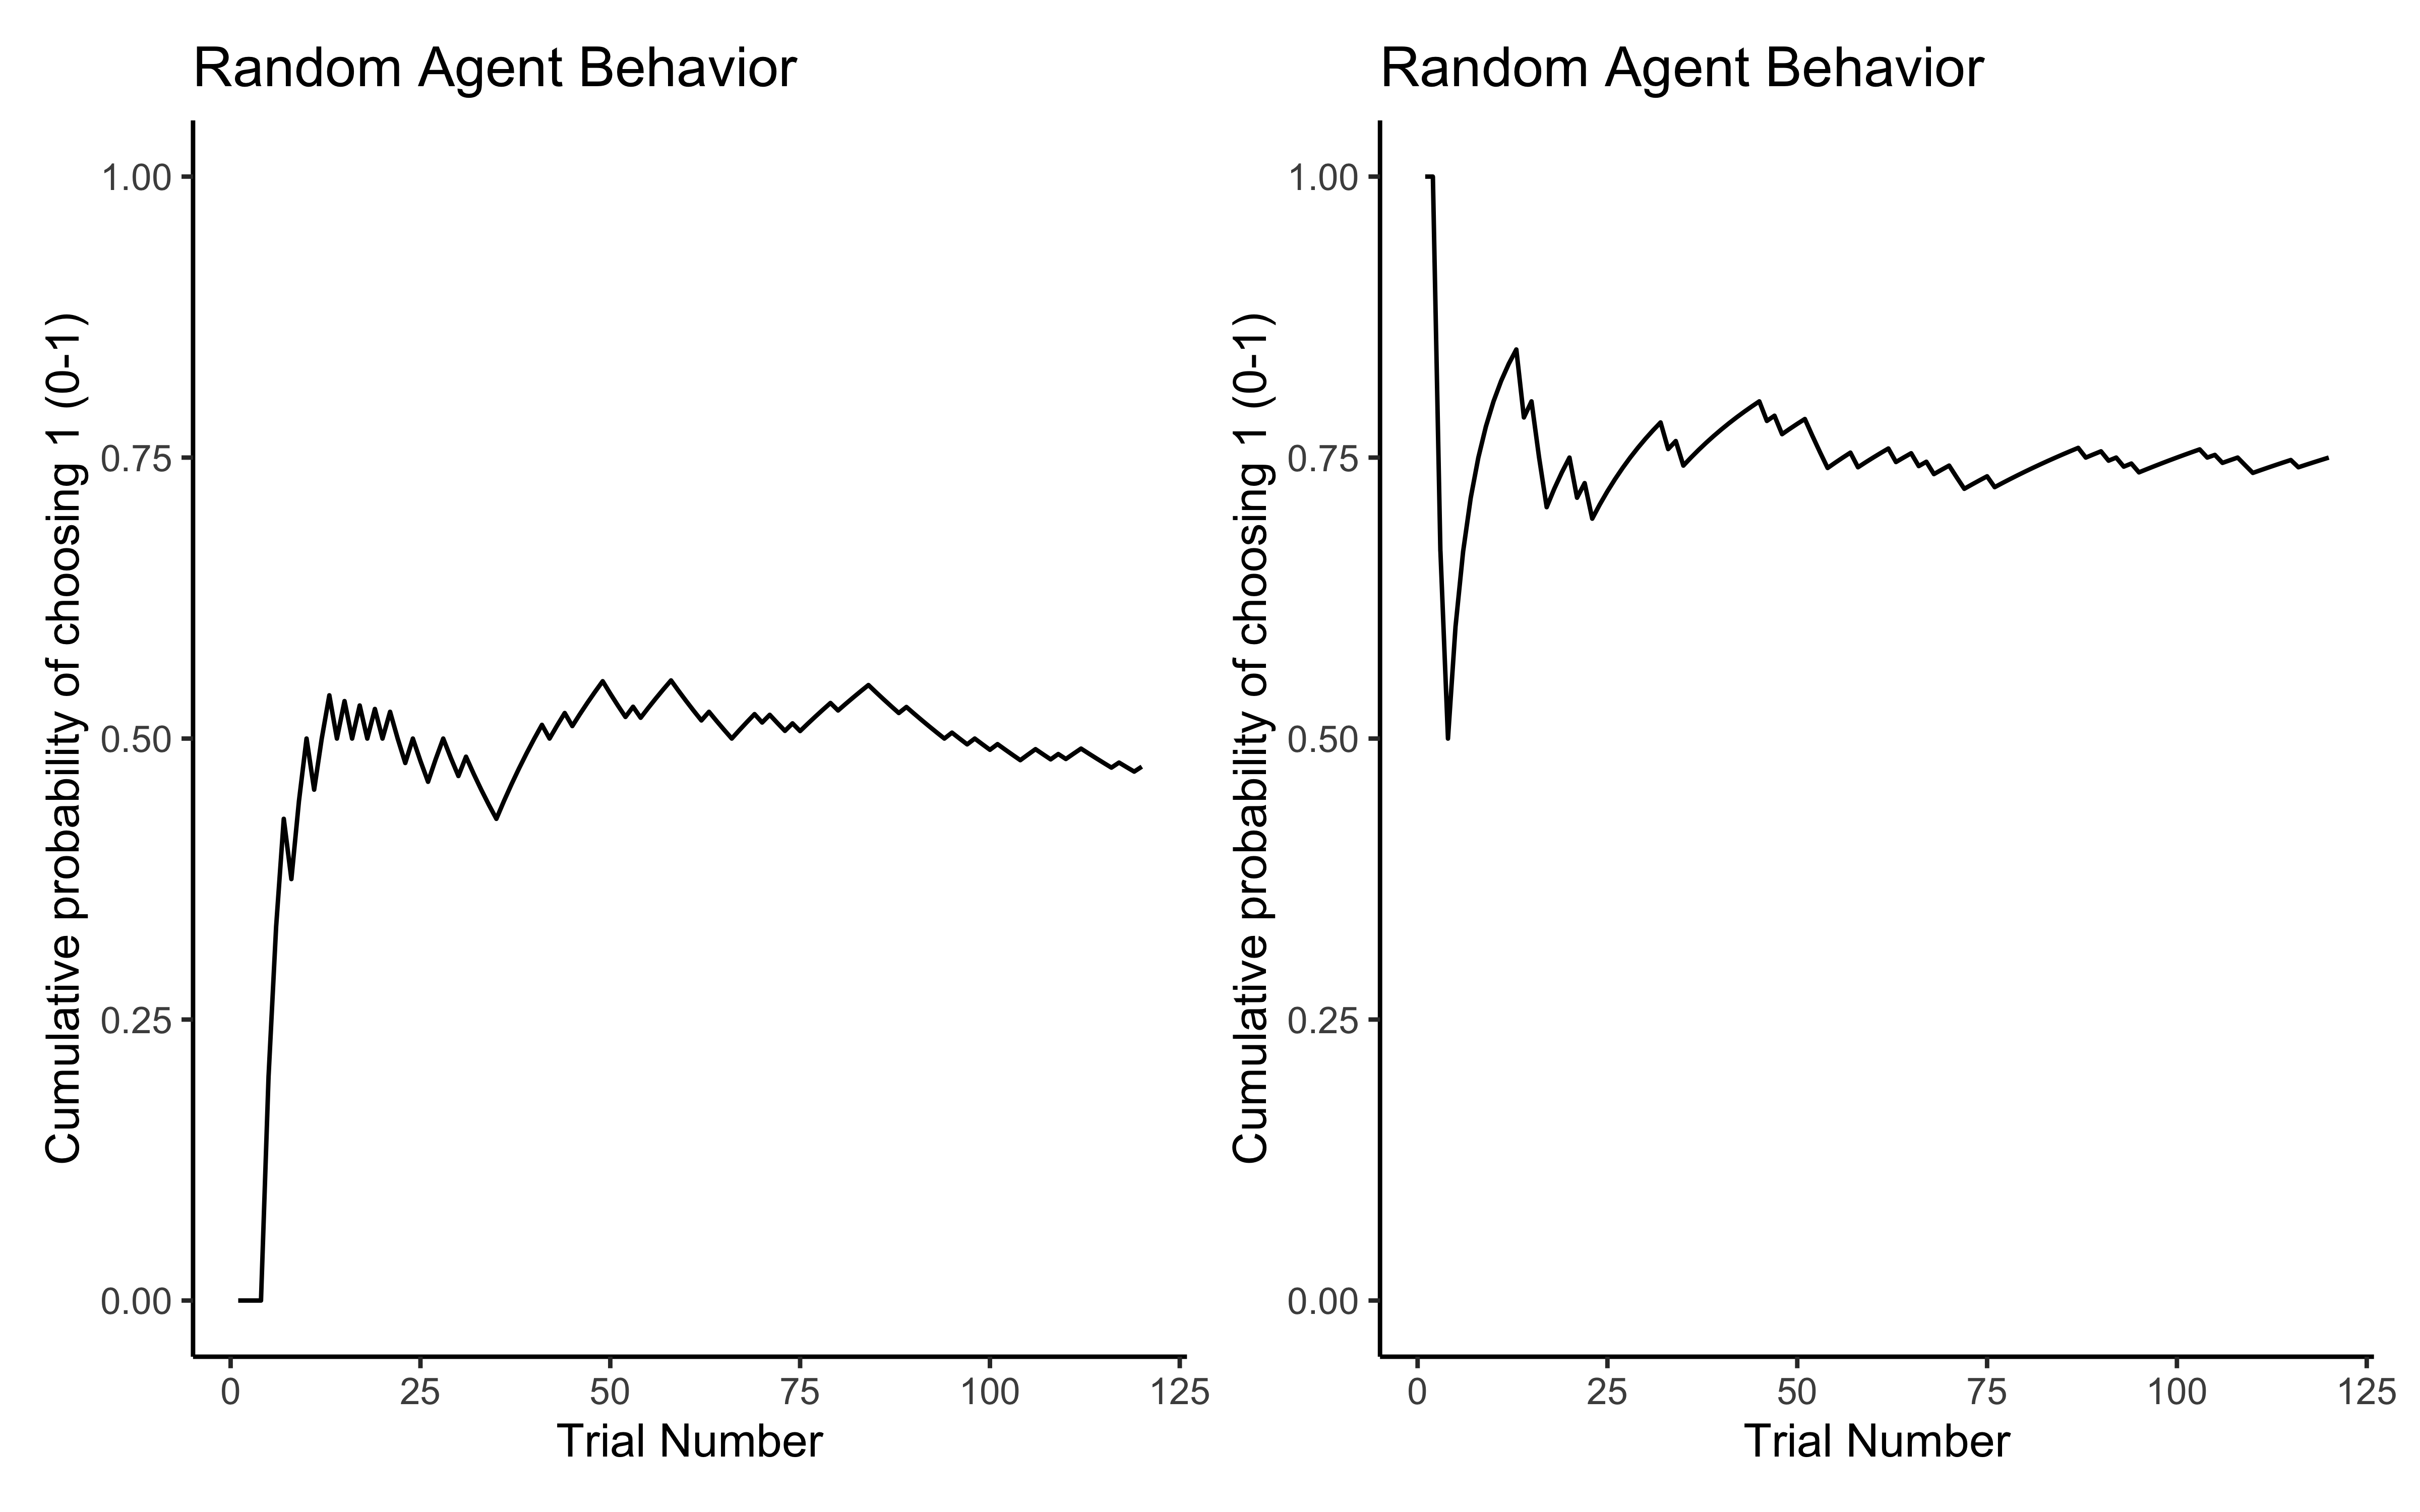 Random Agent Behavior
Cumulative probability of choosing 1 (0-1)
1.00
0.75
0.50
0.25
0.00
0 25 50 75 100 125
Trial Number
Random Agent Behavior
Cumulative probability of choosing 1 (0-1)
1.00
0.75
0.50
0.25
0.00
0 25 50 75 100 125
Trial Number